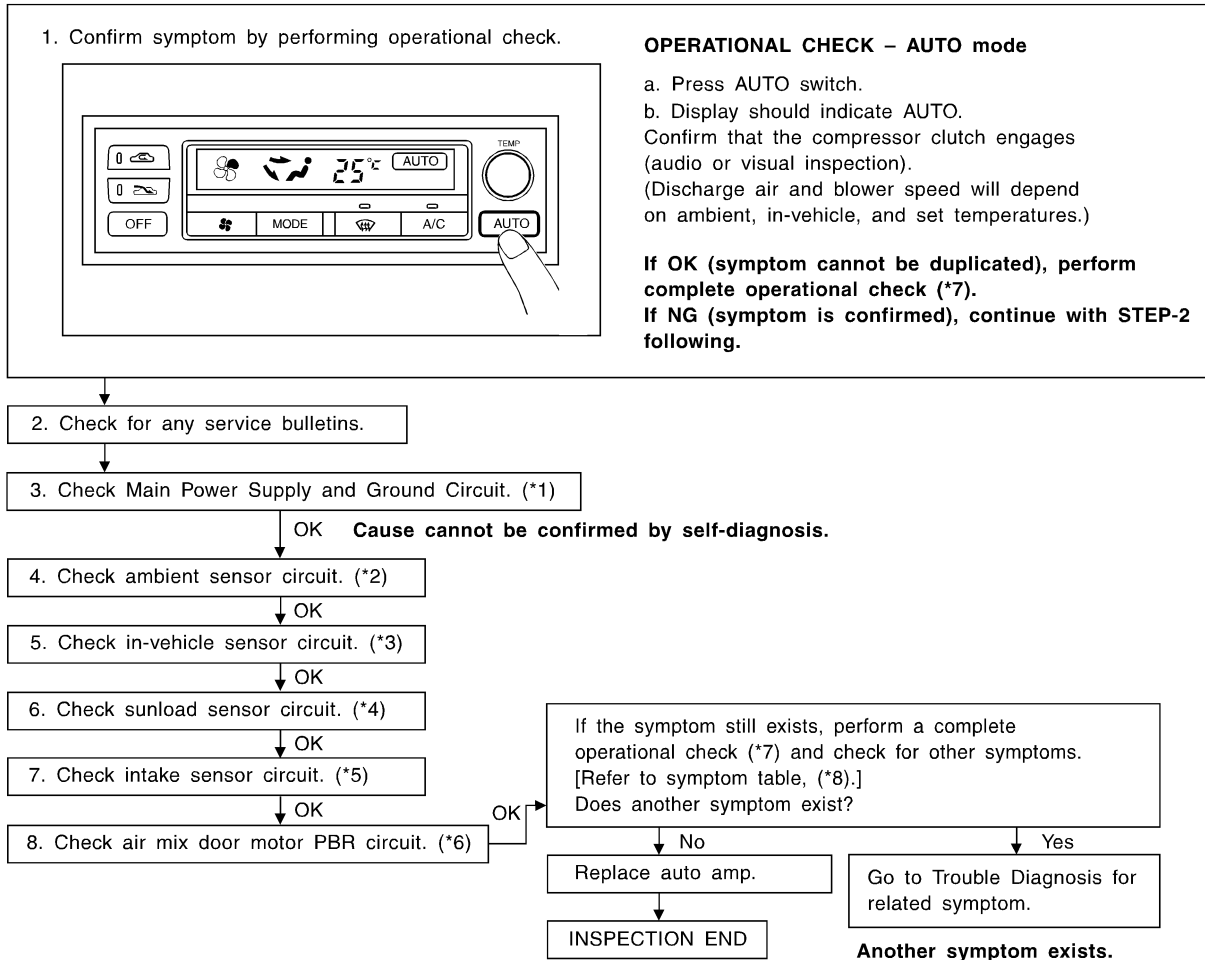 1. Confirm symptom by performing operational check.
TEMP
25°C
AUTO
OFF
MODE
A/C
AUTO
OPERATIONAL CHECK – AUTO mode
a. Press AUTO switch.
b. Display should indicate AUTO.
Confirm that the compressor clutch engages
(audio or visual inspection).
(Discharge air and blower speed will depend
on ambient, in-vehicle, and set temperatures.)
If OK (symptom cannot be duplicated), perform
complete operational check (*7).
If NG (symptom is confirmed), continue with STEP-2
following.
2. Check for any service bulletins.
3. Check Main Power Supply and Ground Circuit. (*1)
OK
Cause cannot be confirmed by self-diagnosis.
4. Check ambient sensor circuit. (*2)
OK
5. Check in-vehicle sensor circuit. (*3)
OK
6. Check sunload sensor circuit. (*4)
OK
7. Check intake sensor circuit. (*5)
OK
8. Check air mix door motor PBR circuit. (*6)
OK
If the symptom still exists, perform a complete
operational check (*7) and check for other symptoms.
[Refer to symptom table, (*8).]
Does another symptom exist?
No
Replace auto amp.
INSPECTION END
Yes
Go to Trouble Diagnosis for
related symptom.
Another symptom exists.